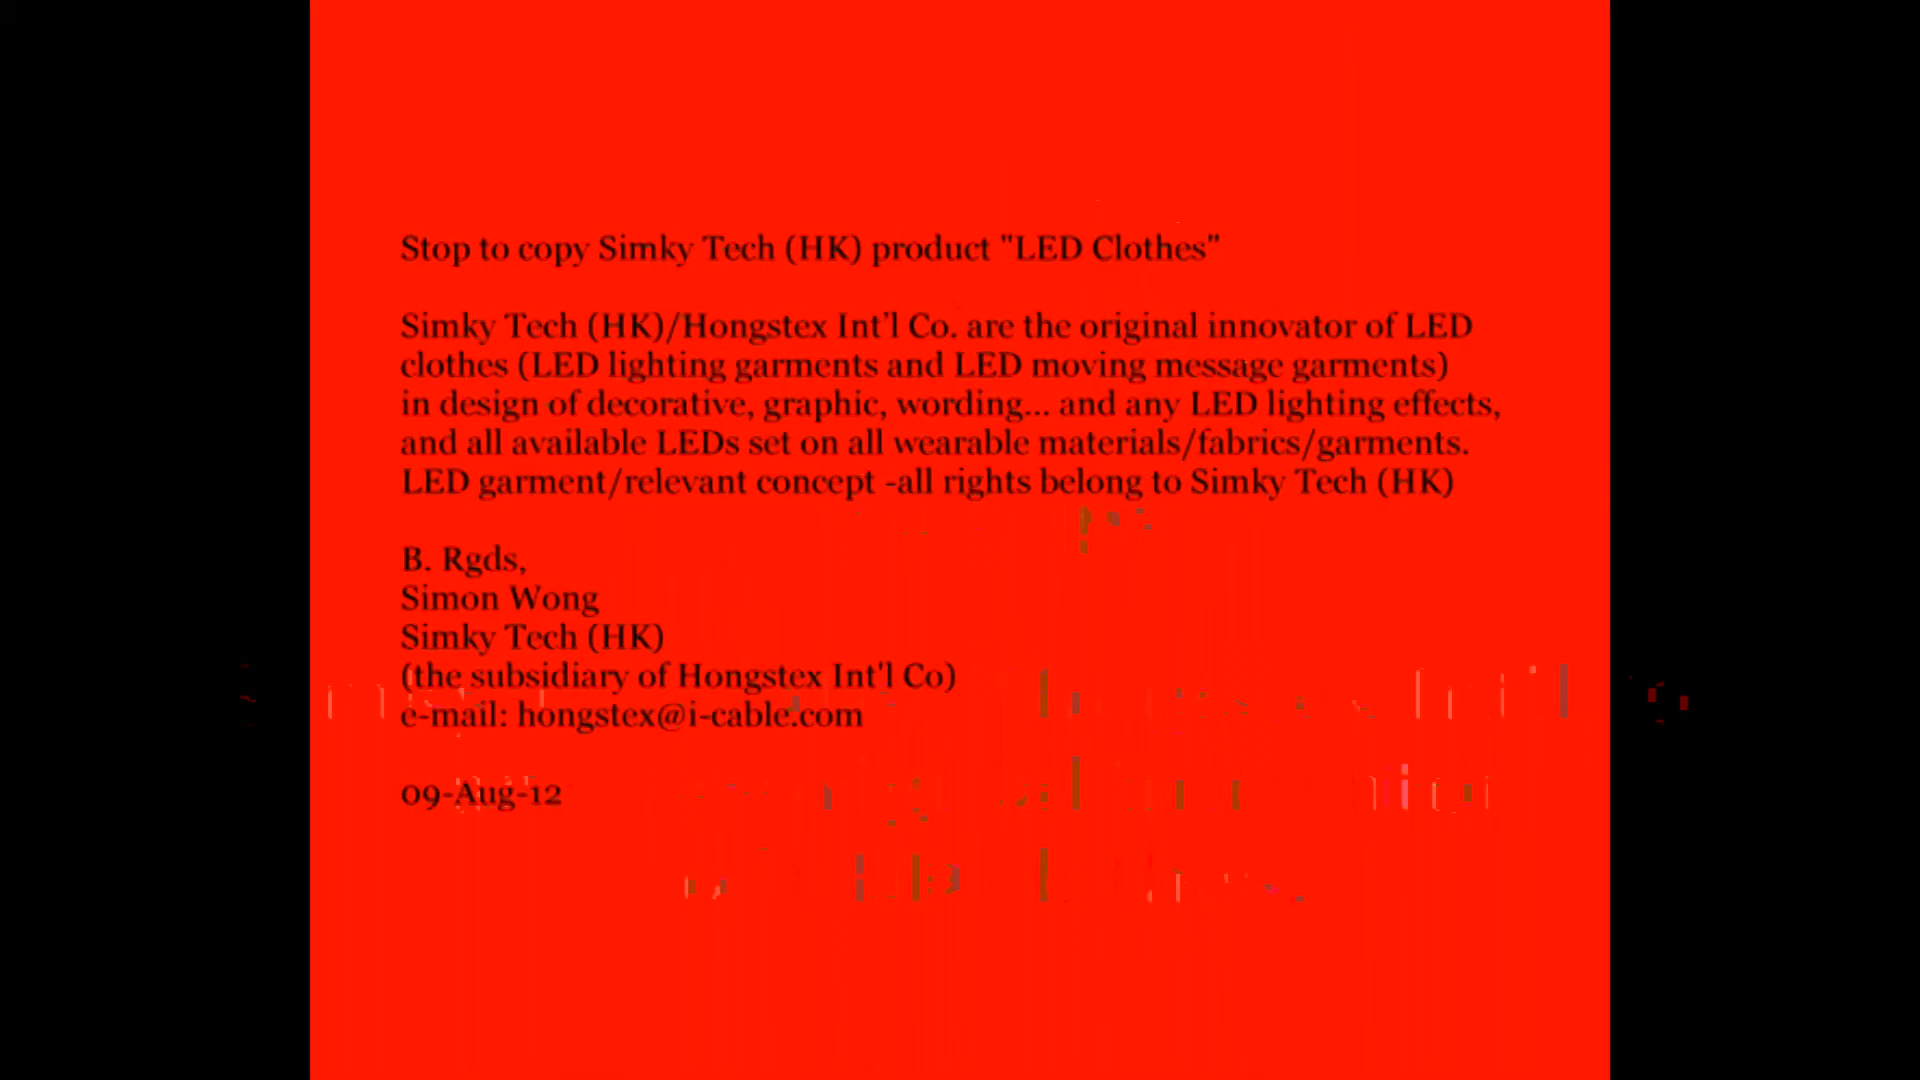 Stop to copy Simky Tech (HK) product "LED Clothes"
Simky Tech (HK)/Hongstex Int'l Co. are the original innovator of LED
clothes (LED lighting garments and LED moving message garments)
in design of decorative, graphic, wording... and any LED lighting effects,
and all available LEDs set on all wearable materials/fabrics/garments.
LED garment/relevant concept -all rights belong to Simky Tech (HK)
B. Rgds,
Simon Wong
Simky Tech (HK)
(the subsidiary of Hongstex Int'l Co)
e-mail: hongstex@i-cable.com
09-Aug-12